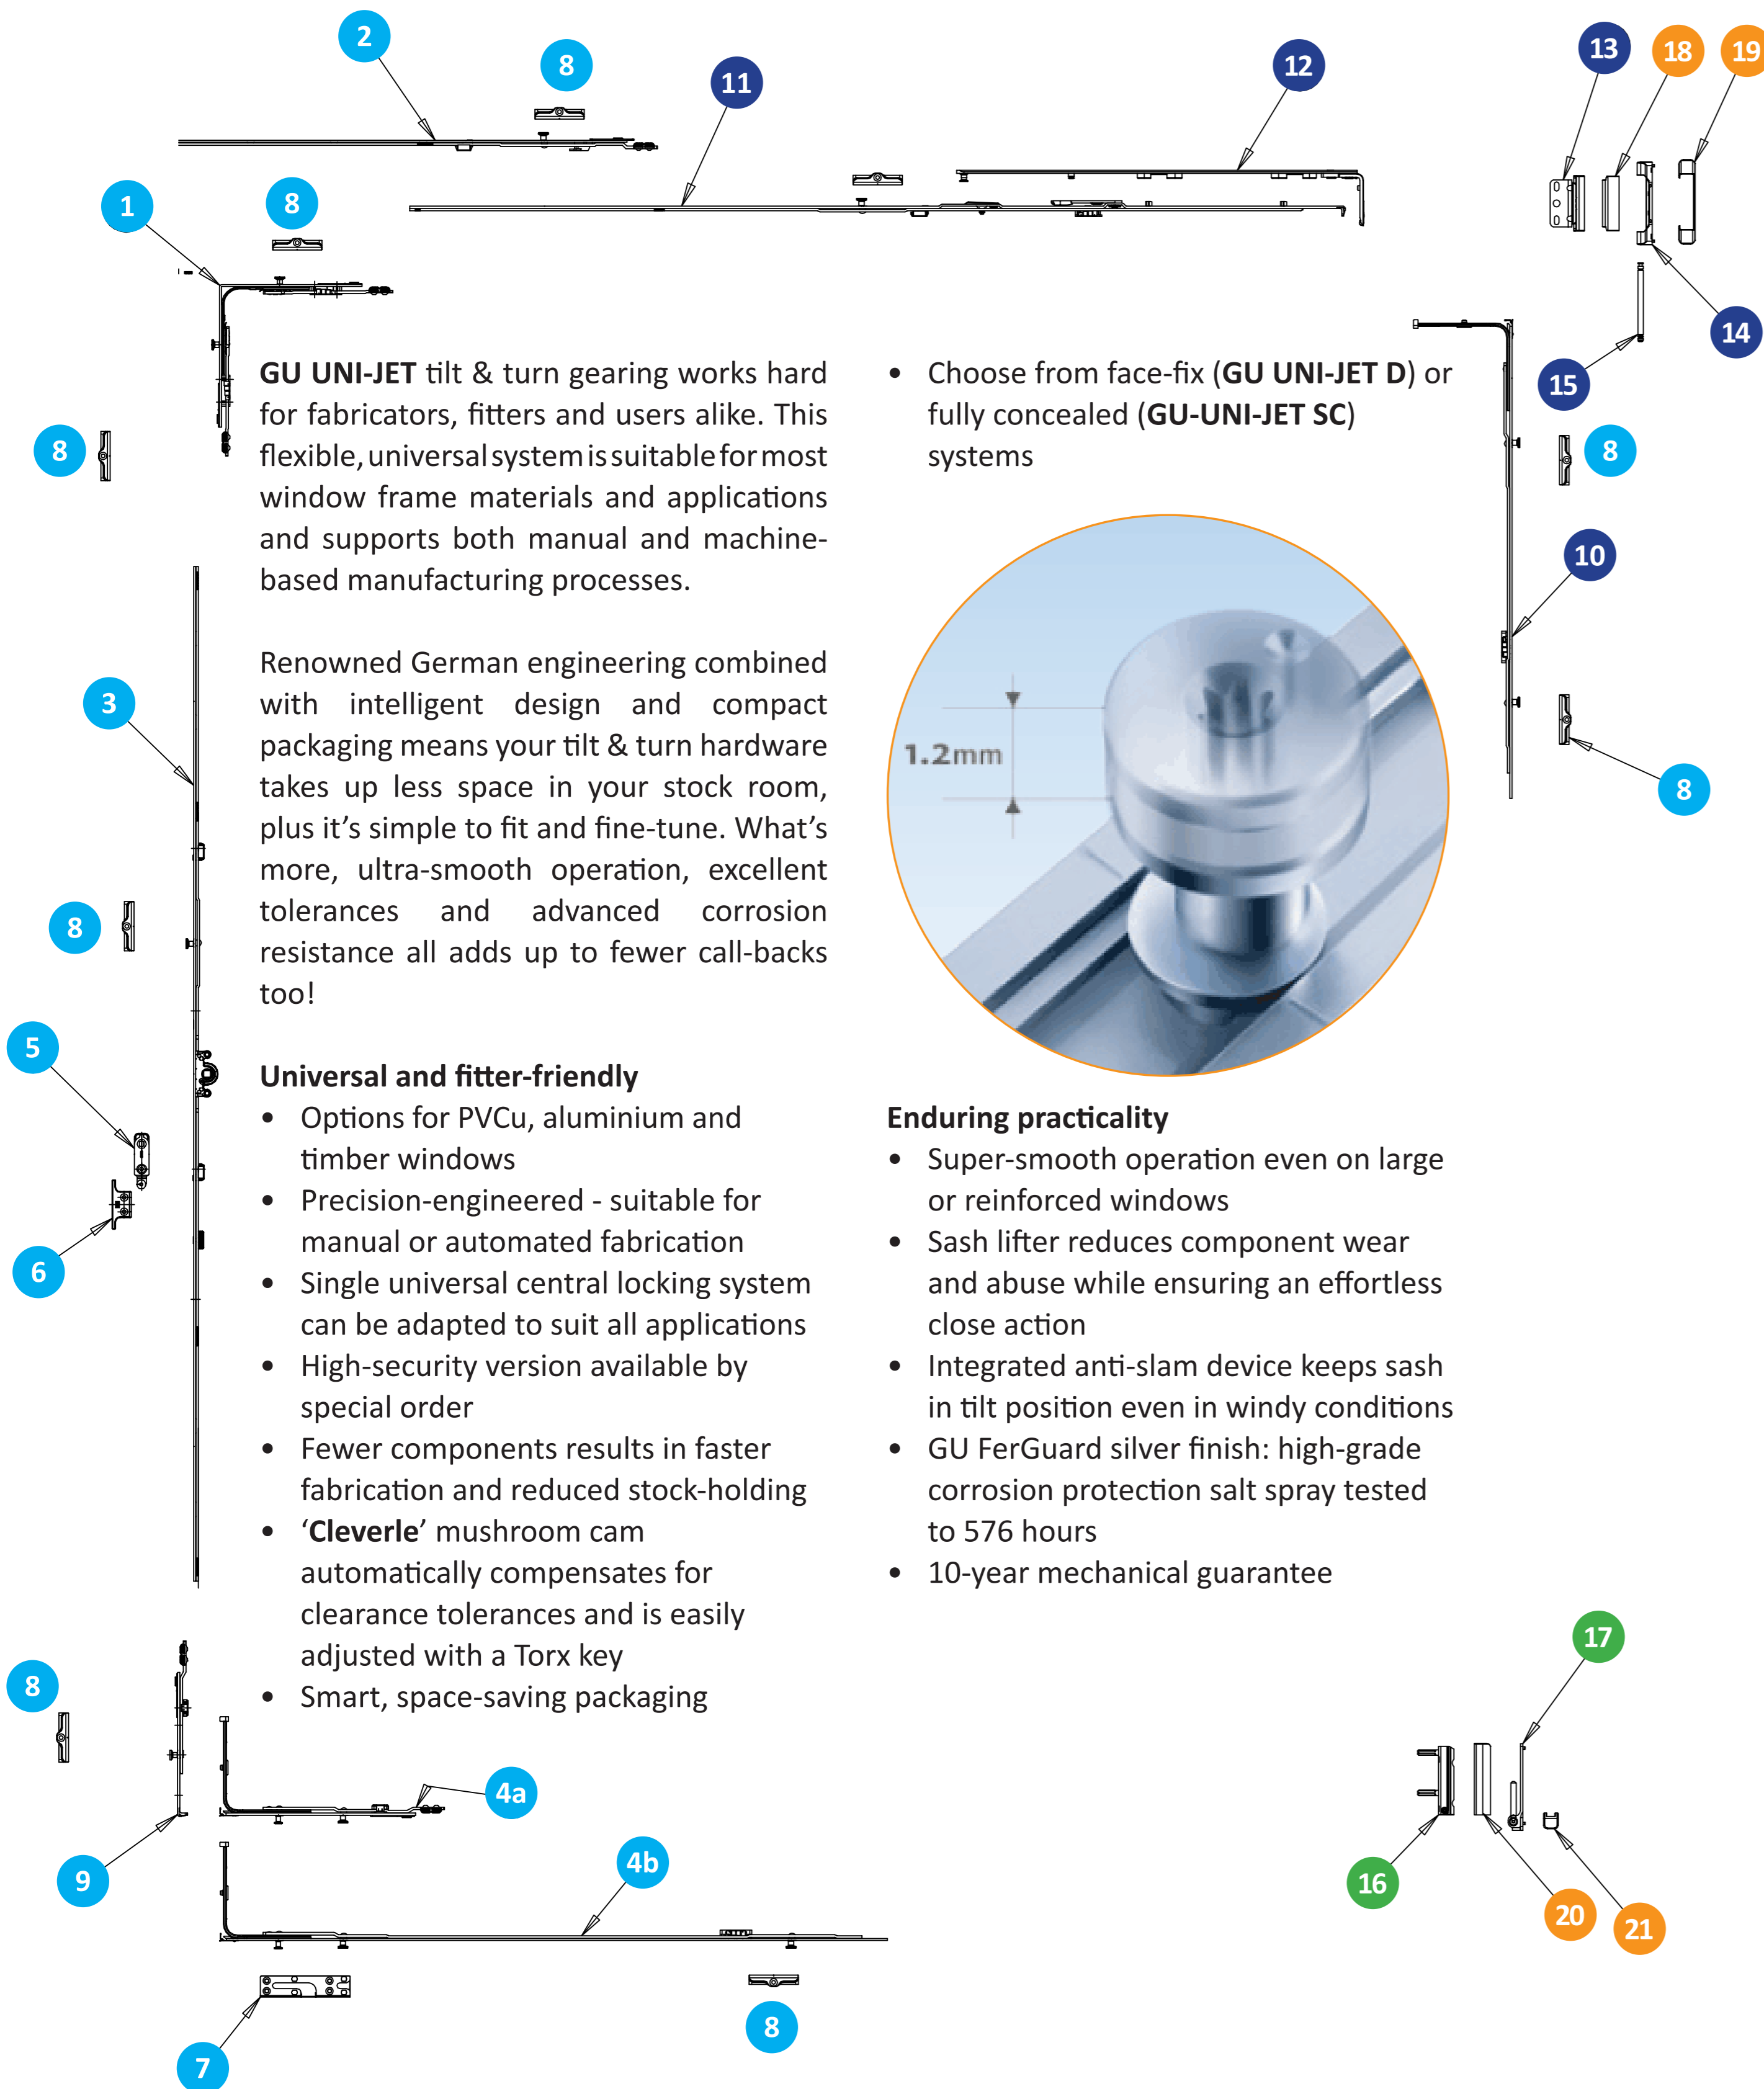 2
8
11
12
13
18
19
1
8
14
15
GU UNI-JET tilt & turn gearing works hard
for fabricators, fitters and users alike. This
flexible, universal system is suitable for most
window frame materials and applications
and supports both manual and machine-
based manufacturing processes.
Renowned German engineering combined
with intelligent design and compact
packaging means your tilt & turn hardware
takes up less space in your stock room,
plus it's simple to fit and fine-tune. What's
more, ultra-smooth operation, excellent
tolerances and advanced corrosion
resistance all adds up to fewer call-backs
too!
Universal and fitter-friendly
• Options for PVCu, aluminium and
timber windows
• Precision-engineered - suitable for
manual or automated fabrication
• Single universal central locking system
can be adapted to suit all applications
• High-security version available by
special order
• Fewer components results in faster
fabrication and reduced stock-holding
• ‘Cleverle’ mushroom cam
automatically compensates for
clearance tolerances and is easily
adjusted with a Torx key
• Smart, space-saving packaging
• Choose from face-fix (GU UNI-JET D) or
fully concealed (GU-UNI-JET SC)
systems
1.2mm
Enduring practicality
• Super-smooth operation even on large
or reinforced windows
• Sash lifter reduces component wear
and abuse while ensuring an effortless
close action
• Integrated anti-slam device keeps sash
in tilt position even in windy conditions
• GU FerGuard silver finish: high-grade
corrosion protection salt spray tested
to 576 hours
• 10-year mechanical guarantee
8
3
8
5
6
8
9
8
10
8
17
4a
4b
16
20
21
7
8